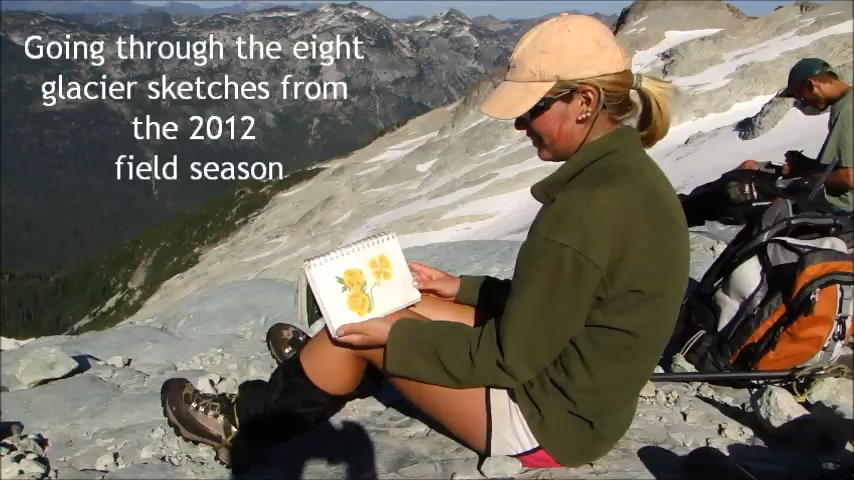 Going through the eight
glacier sketches from
the 2012
field season